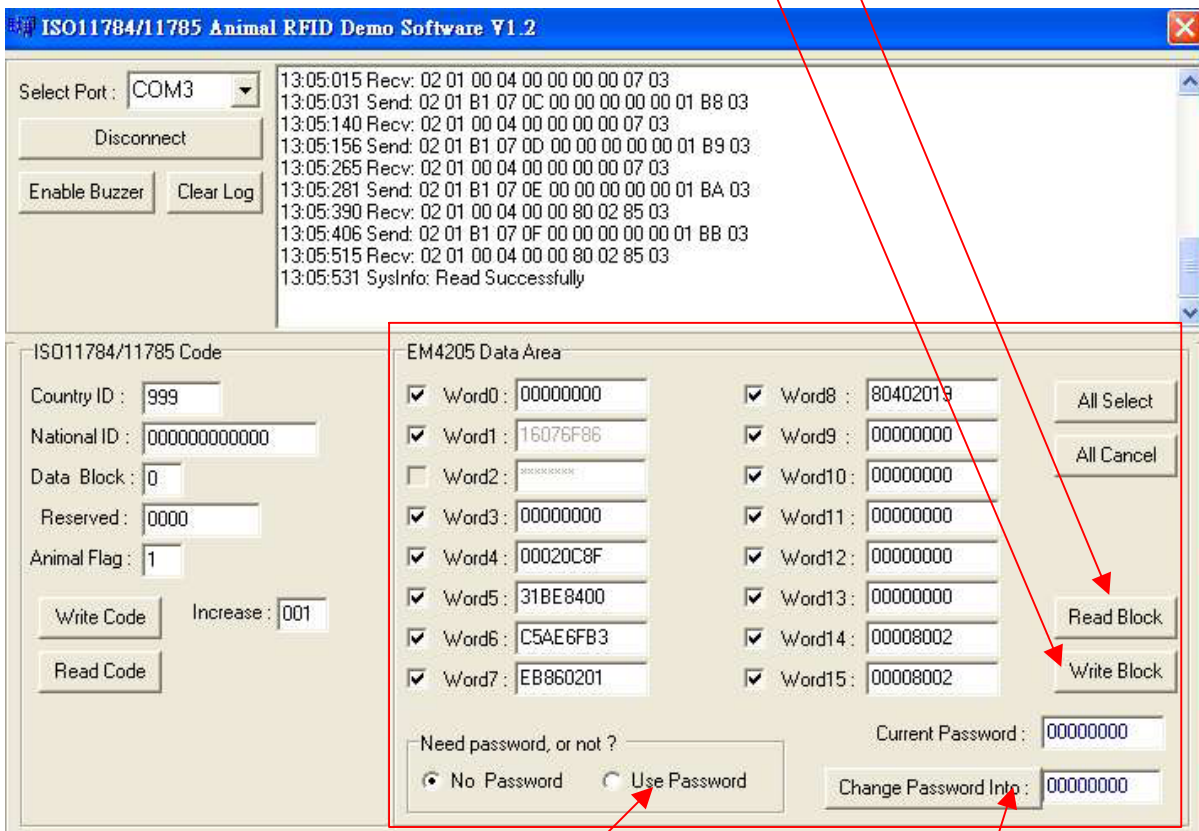 ISO11784/11785 Animal RFID Demo Software V1.2
Select Port : COM3
Disconnect
Enable Buzzer Clear Log
13:05:015 Recv: 02 01 00 04 00 00 00 00 07 03
13:05:031 Send: 02 01 B1 07 0C 00 00 00 00 00 01 B8 03
13:05:140 Recv: 02 01 00 04 00 00 00 00 07 03
13:05:156 Send: 02 01 B1 07 0D 00 00 00 00 00 01 B9 03
13:05:265 Recv: 02 01 00 04 00 00 00 00 07 03
13:05:281 Send: 02 01 B1 07 0E 00 00 00 00 00 01 BA 03
13:05:390 Recv: 02 01 00 04 00 00 80 02 85 03
13:05:406 Send: 02 01 B1 07 0F 00 00 00 00 00 01 BB 03
13:05:515 Recv: 02 01 00 04 00 00 80 02 85 03
13:05:531 SysInfo: Read Successfully
ISO11784/11785 Code
Country ID : 999
National ID : 000000000000
Data Block : 0
Reserved : 0000
Animal Flag : 1
Write Code Increase : 001
Read Code
EM4205 Data Area
Word0 : 00000000
Word1 : 16076F86
Word2 : ********
Word3 : 00000000
Word4 : 00020C8F
Word5 : 31BE8400
Word6 : C5AE6FB3
Word7 : EB860201
Word8 : 80402019
Word9 : 00000000
Word10 : 00000000
Word11 : 00000000
Word12 : 00000000
Word13 : 00000000
Word14 : 00008002
Word15 : 00008002
All Select
All Cancel
Read Block
Write Block
Need password, or not ?
No Password Use Password
Current Password : 00000000
Change Password Into : 00000000